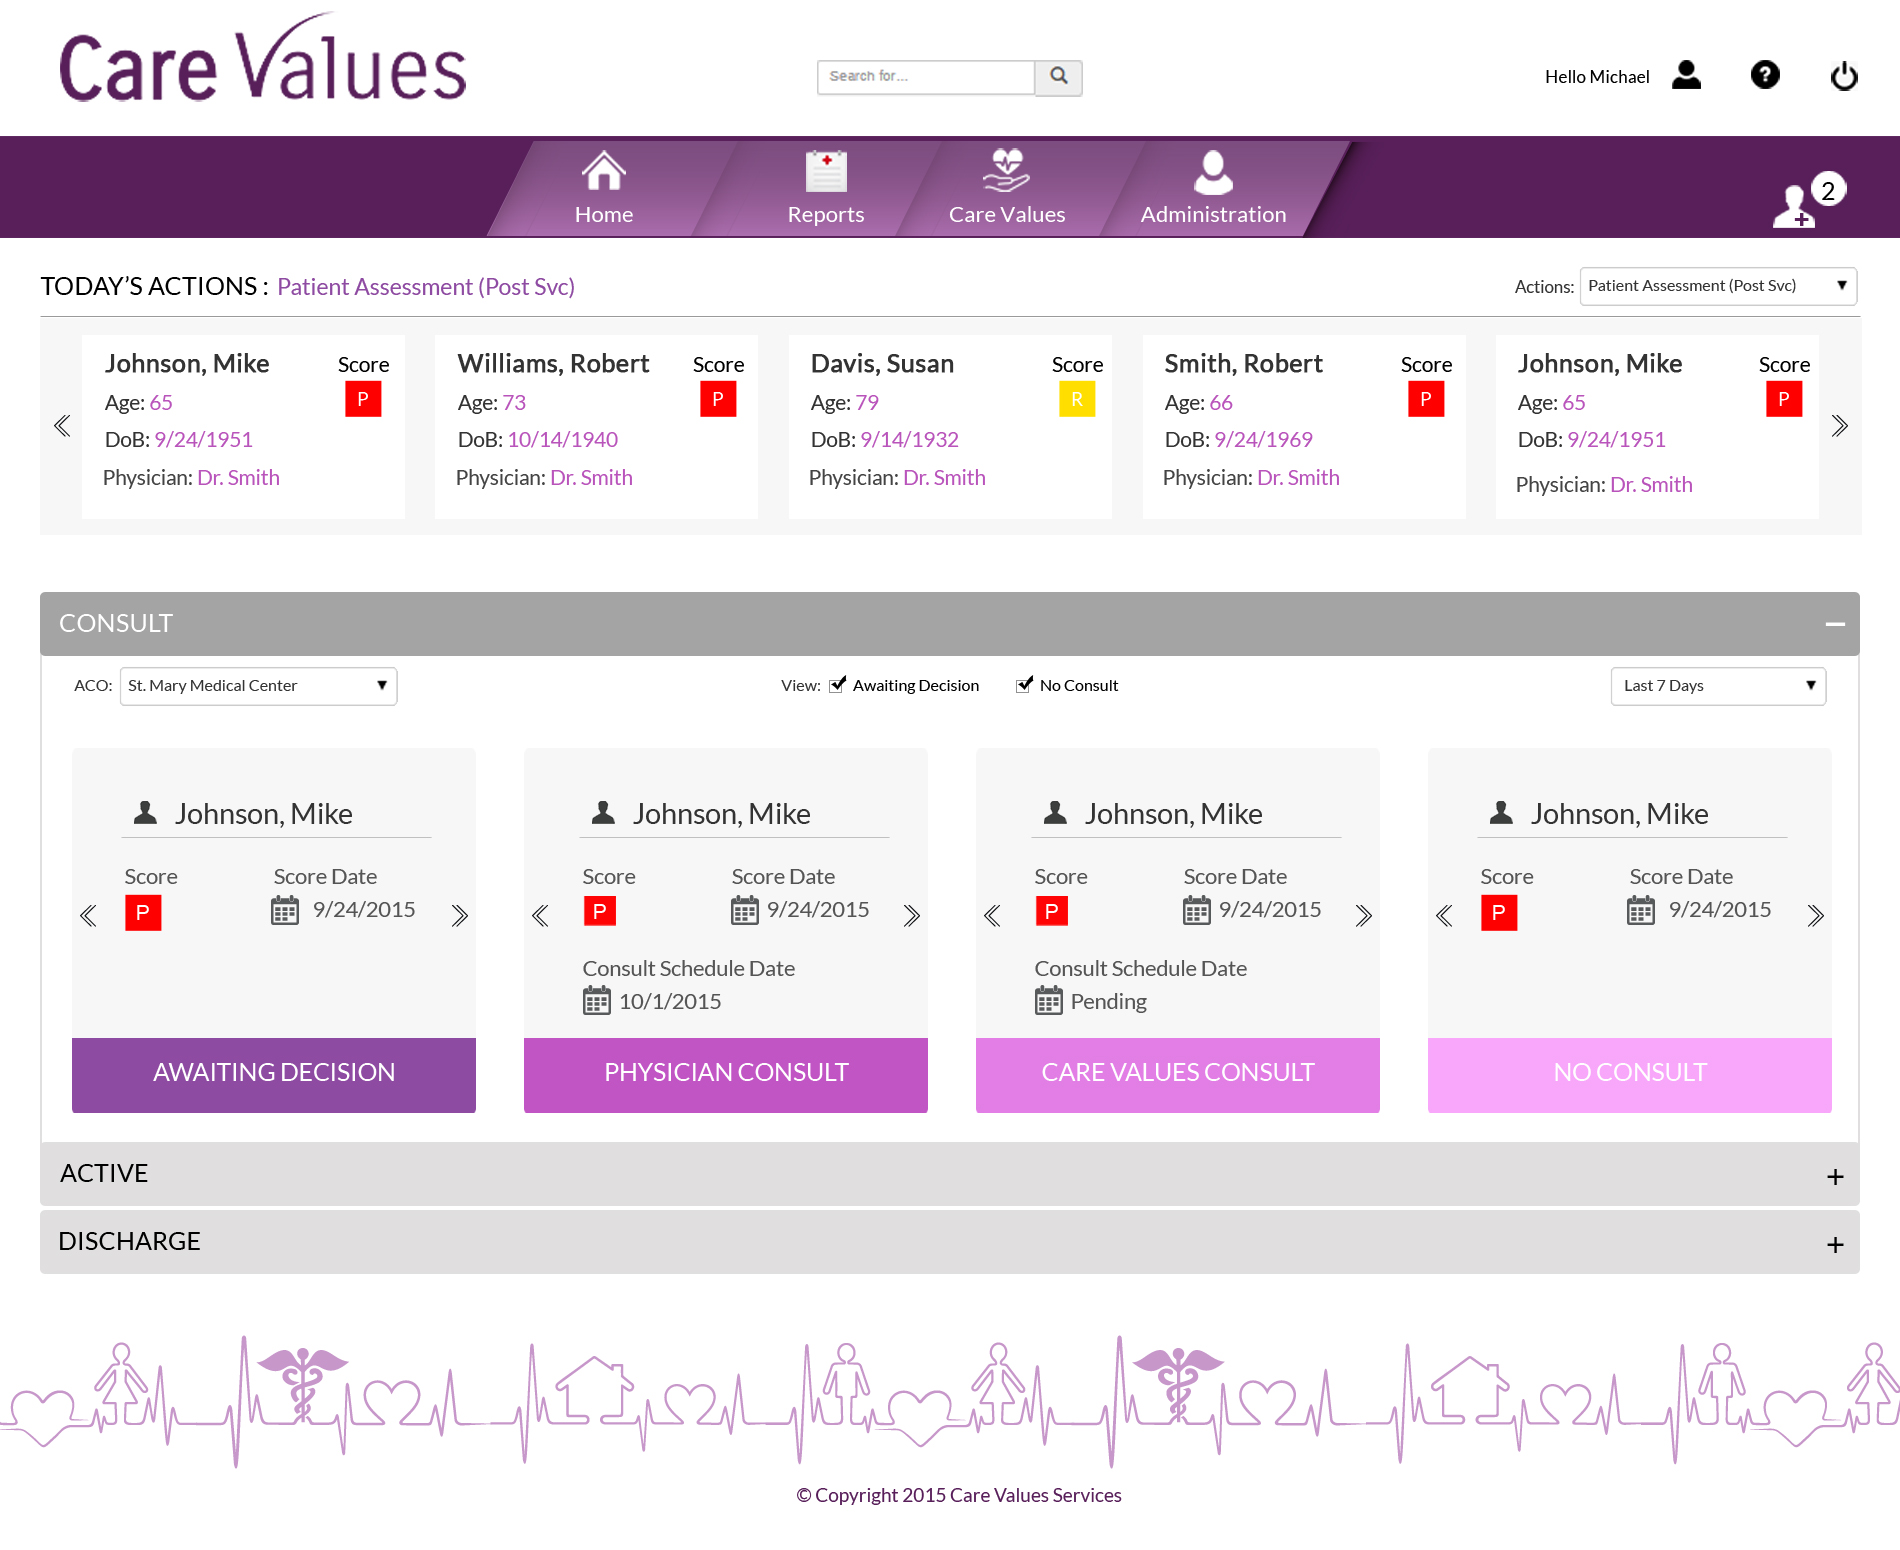 Care Values
Search for...
Hello Michael
?
Home
Reports
Care Values
Administration
2
TODAY’S ACTIONS : Patient Assessment (Post Svc)
Actions: Patient Assessment (Post Svc)
Johnson, Mike
Score
Age: 65
P
DoB: 9/24/1951
Physician: Dr. Smith
Williams, Robert
Score
Age: 73
P
DoB: 10/14/1940
Physician: Dr. Smith
Davis, Susan
Score
Age: 79
R
DoB: 9/14/1932
Physician: Dr. Smith
Smith, Robert
Score
Age: 66
P
DoB: 9/24/1969
Physician: Dr. Smith
Johnson, Mike
Score
Age: 65
P
DoB: 9/24/1951
Physician: Dr. Smith
CONSULT
ACO: St. Mary Medical Center
View: Awaiting Decision No Consult
Last 7 Days
Johnson, Mike
Score Score Date
P 9/24/2015
AWAITING DECISION
Johnson, Mike
Score Score Date
P 9/24/2015
Consult Schedule Date
10/1/2015
PHYSICIAN CONSULT
Johnson, Mike
Score Score Date
P 9/24/2015
Consult Schedule Date
Pending
CARE VALUES CONSULT
Johnson, Mike
Score Score Date
P 9/24/2015
NO CONSULT
ACTIVE
DISCHARGE
© Copyright 2015 Care Values Services